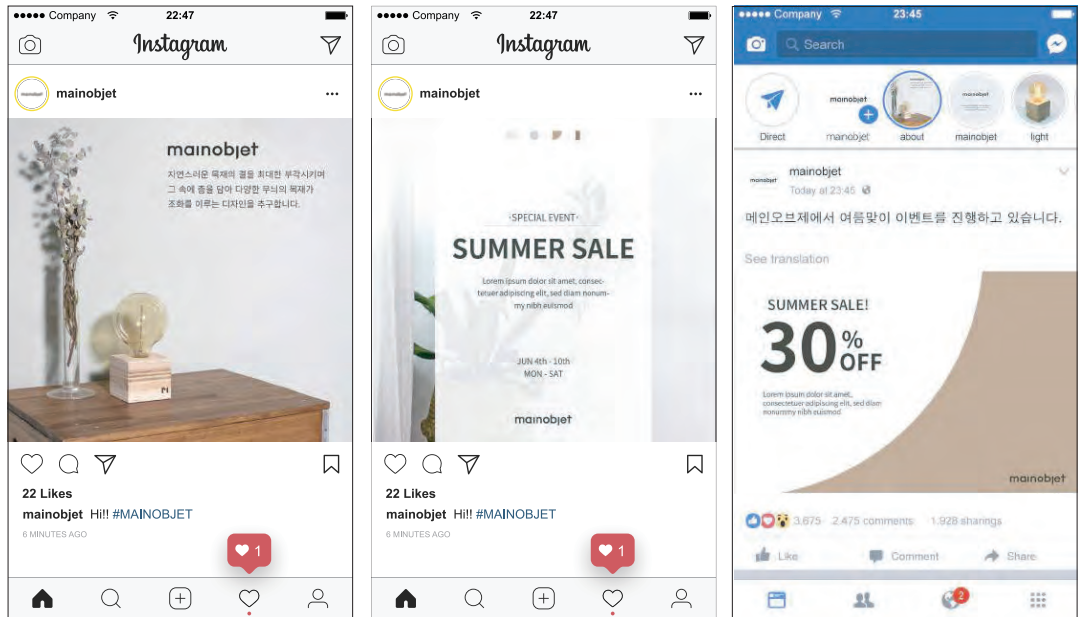 Company 22:47
Instagram
mainobjet
mainobjet
자연스러운 목재의 결을 최대한 부각시키며
그 속에 층을 담아 다양한 무늬의 목재가
조화를 이루는 디자인을 추구합니다.
22 Likes
mainobjet Hi!! #MAINOBJET
6 MINUTES AGO
1
Company 22:47
Instagram
mainobjet
-SPECIAL EVENT-
SUMMER SALE
Lorem ipsum dolor sit amet, consec-
tetuer adipiscing elit, sed diam nonum-
my nibh euismod
JUN 4th - 10th
MON - SAT
mainobjet
22 Likes
mainobjet Hi!! #MAINOBJET
6 MINUTES AGO
1
Company 23:45
Search
mainobjet
mainobjet
Direct mainobjet about mainobjet light
mainobjet
mainobjet
Today at 23:45
메인오브제에서 여름맞이 이벤트를 진행하고 있습니다.
See translation
SUMMER SALE!
30% OFF
Lorem ipsum dolor sit amet,
consectetuer adipiscing elit, sed diam
nonummy nibh euismod
mainobjet
3.675 2.475 comments 1.928 sharings
Like Comment Share
2